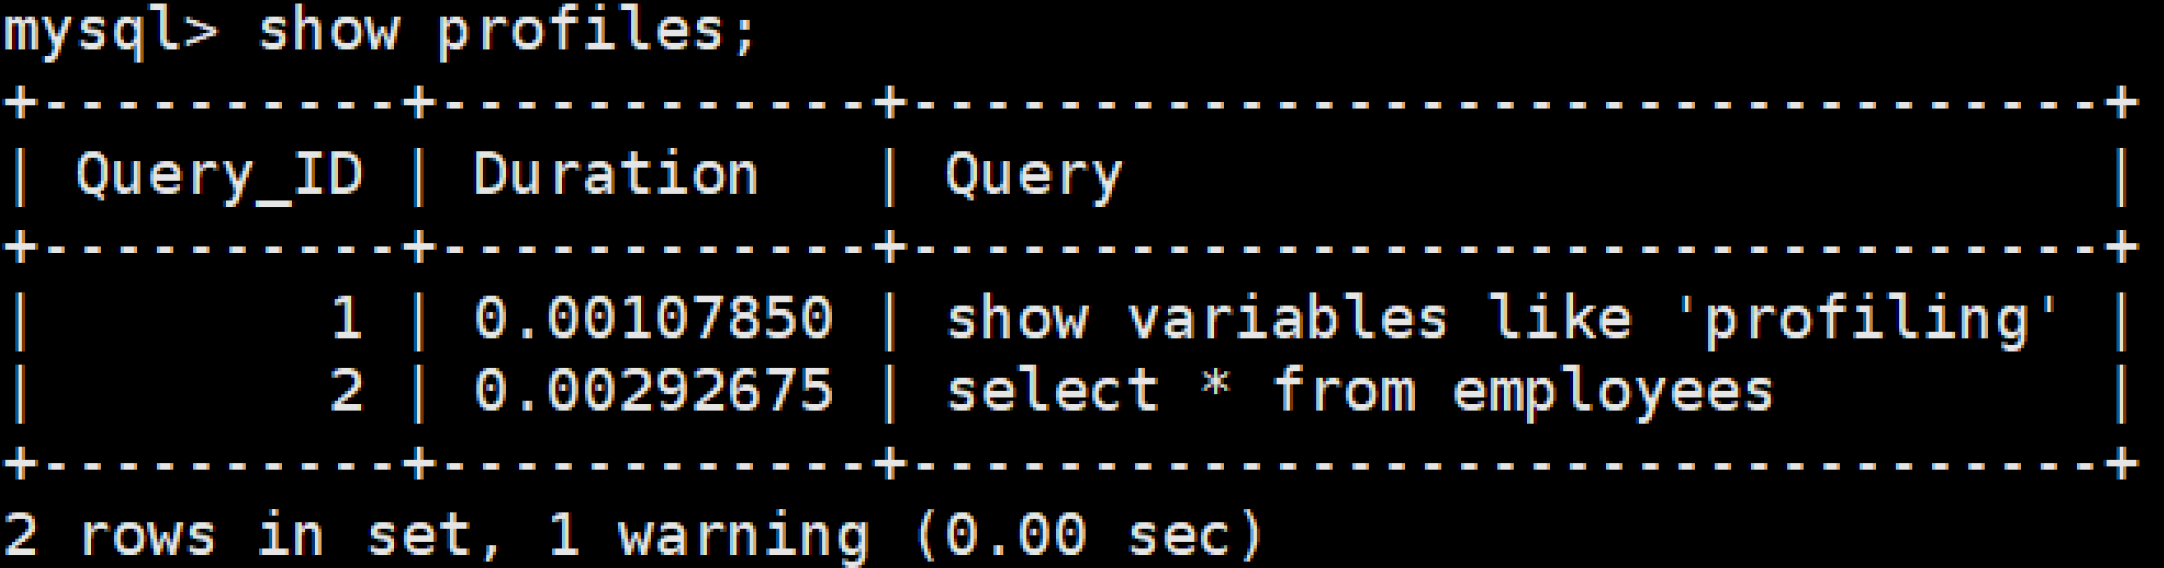 mysql> show profiles;
+----------+------------+---------------------------------+
| Query_ID | Duration   | Query                           |
+----------+------------+---------------------------------+
|        1 | 0.00107850 | show variables like 'profiling' |
|        2 | 0.00292675 | select * from employees         |
+----------+------------+---------------------------------+
2 rows in set, 1 warning (0.00 sec)